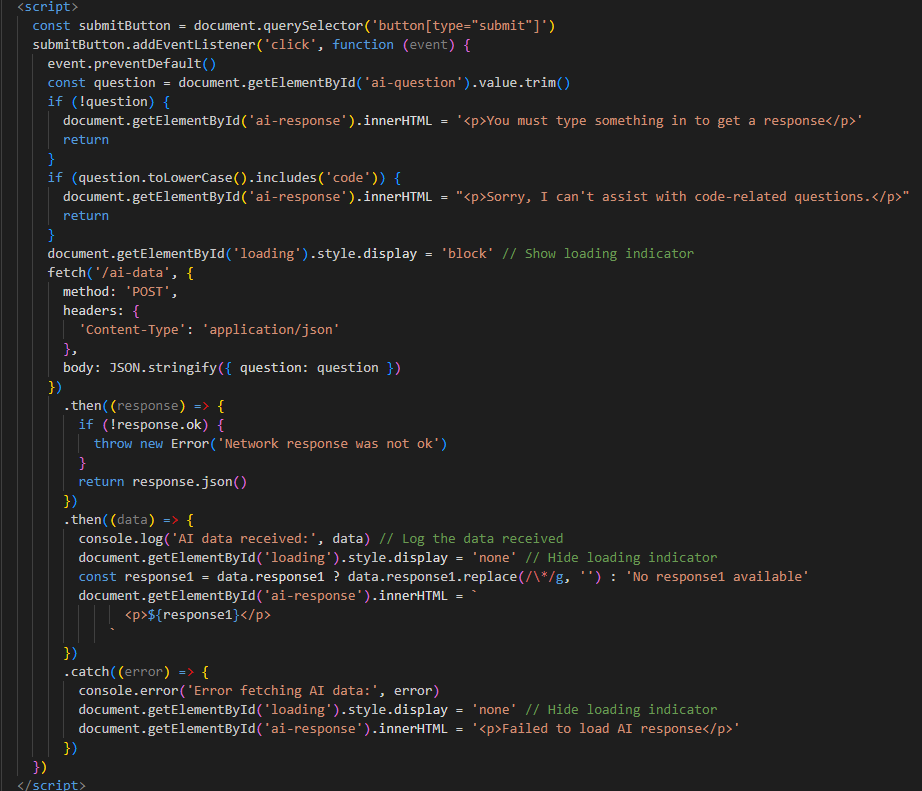 <script>
const submitButton = document.querySelector('button[type="submit"]')
submitButton.addEventListener('click', function (event) {
event.preventDefault()
const question = document.getElementById('ai-question').value.trim()
if (!question) {
document.getElementById('ai-response').innerHTML = '<p>You must type something in to get a response</p>'
return
}
if (question.toLowerCase().includes('code')) {
document.getElementById('ai-response').innerHTML = "<p>Sorry, I can't assist with code-related questions.</p>"
return
}
document.getElementById('loading').style.display = 'block' // Show loading indicator
fetch('/ai-data', {
method: 'POST',
headers: {
'Content-Type': 'application/json'
},
body: JSON.stringify({ question: question })
})
.then((response) => {
if (!response.ok) {
throw new Error('Network response was not ok')
}
return response.json()
})
.then((data) => {
console.log('AI data received:', data) // Log the data received
document.getElementById('loading').style.display = 'none' // Hide loading indicator
const response1 = data.response1 ? data.response1.replace(/\*/g, '') : 'No response1 available'
document.getElementById('ai-response').innerHTML = `
<p>${response1}</p>
`
})
.catch((error) => {
console.error('Error fetching AI data:', error)
document.getElementById('loading').style.display = 'none' // Hide loading indicator
document.getElementById('ai-response').innerHTML = '<p>Failed to load AI response</p>'
})
})
</script>